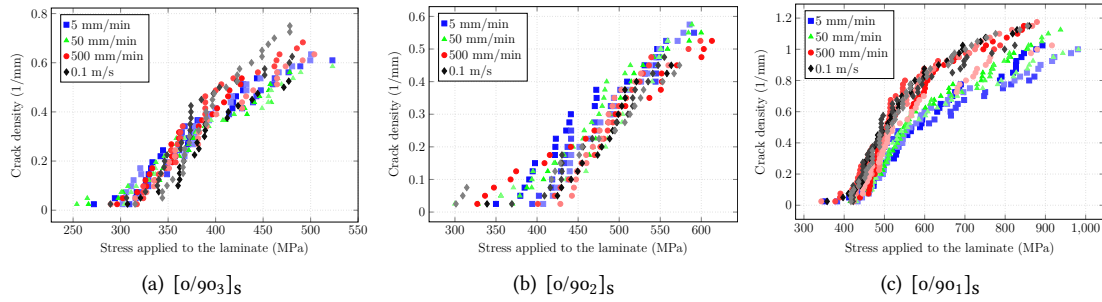 0.8
0.6
0.4
0.2
0
250
300
350
400
450
500
550
Stress applied to the laminate (MPa)
Crack density (1/mm)
5 mm/min
50 mm/min
500 mm/min
0.1 m/s
(a) [0/90₃]s
0.6
0.5
0.4
0.3
0.2
0.1
0
300
350
400
450
500
550
600
Stress applied to the laminate (MPa)
Crack density (1/mm)
5 mm/min
50 mm/min
500 mm/min
0.1 m/s
(b) [0/90₂]s
1.2
1.0
0.8
0.6
0.4
0.2
0.0
300
400
500
600
700
800
900
1,000
Stress applied to the laminate (MPa)
Crack density (1/mm)
5 mm/min
50 mm/min
500 mm/min
0.1 m/s
(c) [0/90₁]s